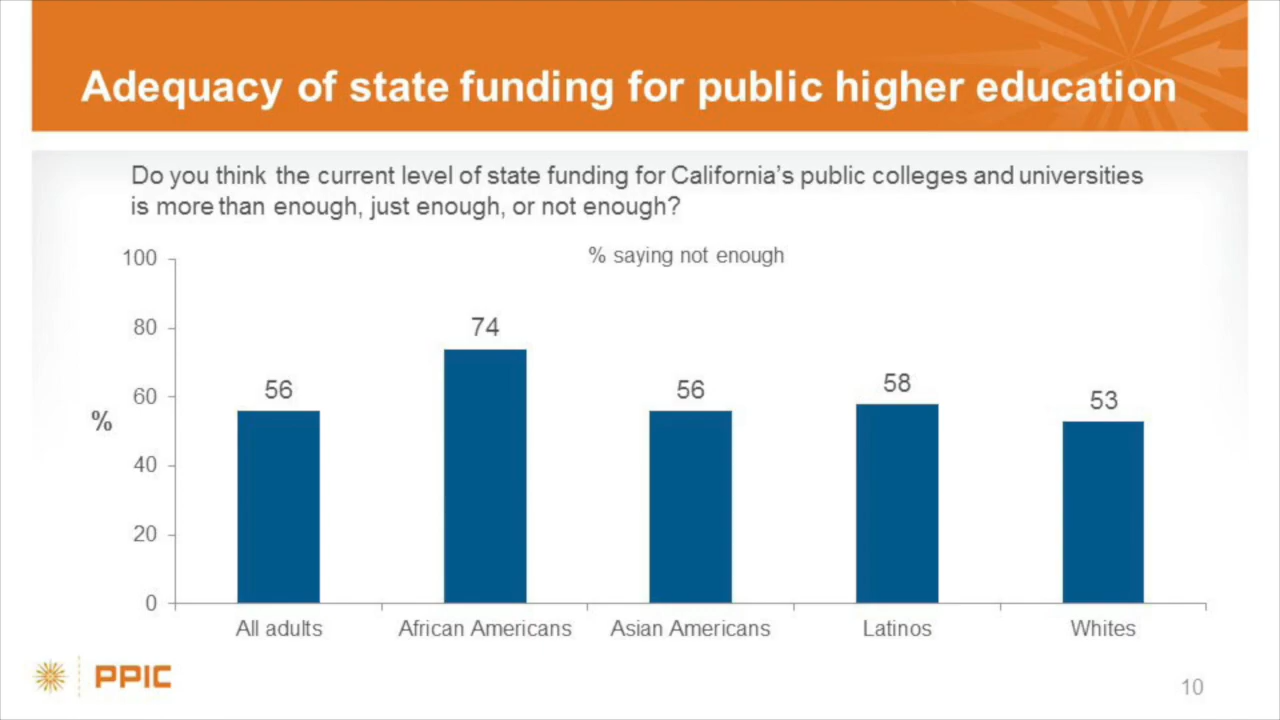 Adequacy of state funding for public higher education
Do you think the current level of state funding for California's public colleges and universities
is more than enough, just enough, or not enough?
% saying not enough
100
80
60
40
20
0
%
56
74
56
58
53
All adults
African Americans
Asian Americans
Latinos
Whites
PPIC
10